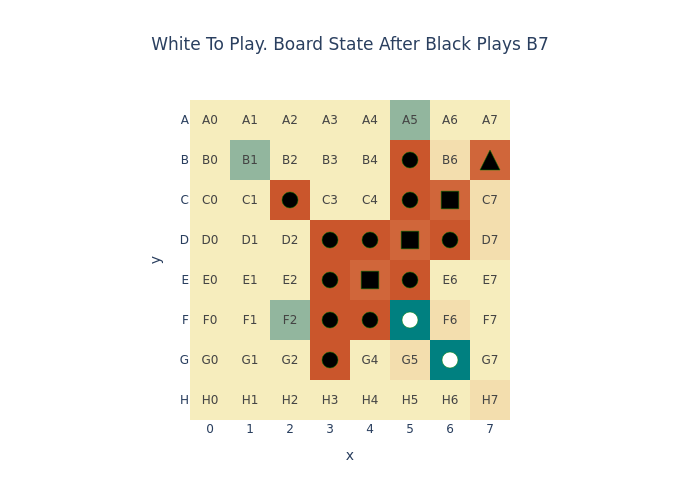 White To Play. Board State After Black Plays B7
A A0 A1 A2 A3 A4 A5 A6 A7
B B0 B1 B2 B3 B4 B6
C C0 C1 C3 C4 C7
D D0 D1 D2 D7
E E0 E1 E2 E6 E7
F F0 F1 F2 F6 F7
G G0 G1 G2 G4 G5 G7
H H0 H1 H2 H3 H4 H5 H6 H7
0 1 2 3 4 5 6 7
x
y